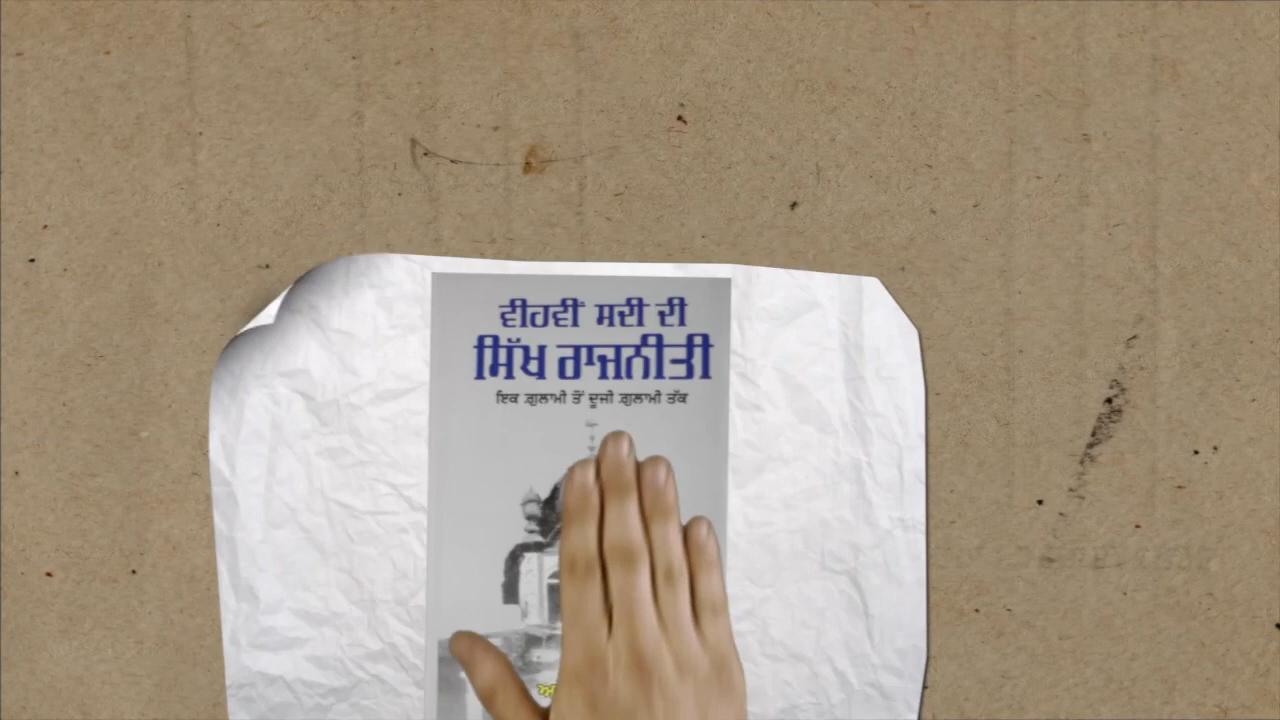 ਵੀਹਵੀਂ ਸਦੀ ਦੀ
ਸਿੱਖ ਰਾਜਨੀਤੀ
ਇਕ ਗ਼ੁਲਾਮੀ ਤੋਂ ਦੂਜੀ ਗ਼ੁਲਾਮੀ ਤੱਕ